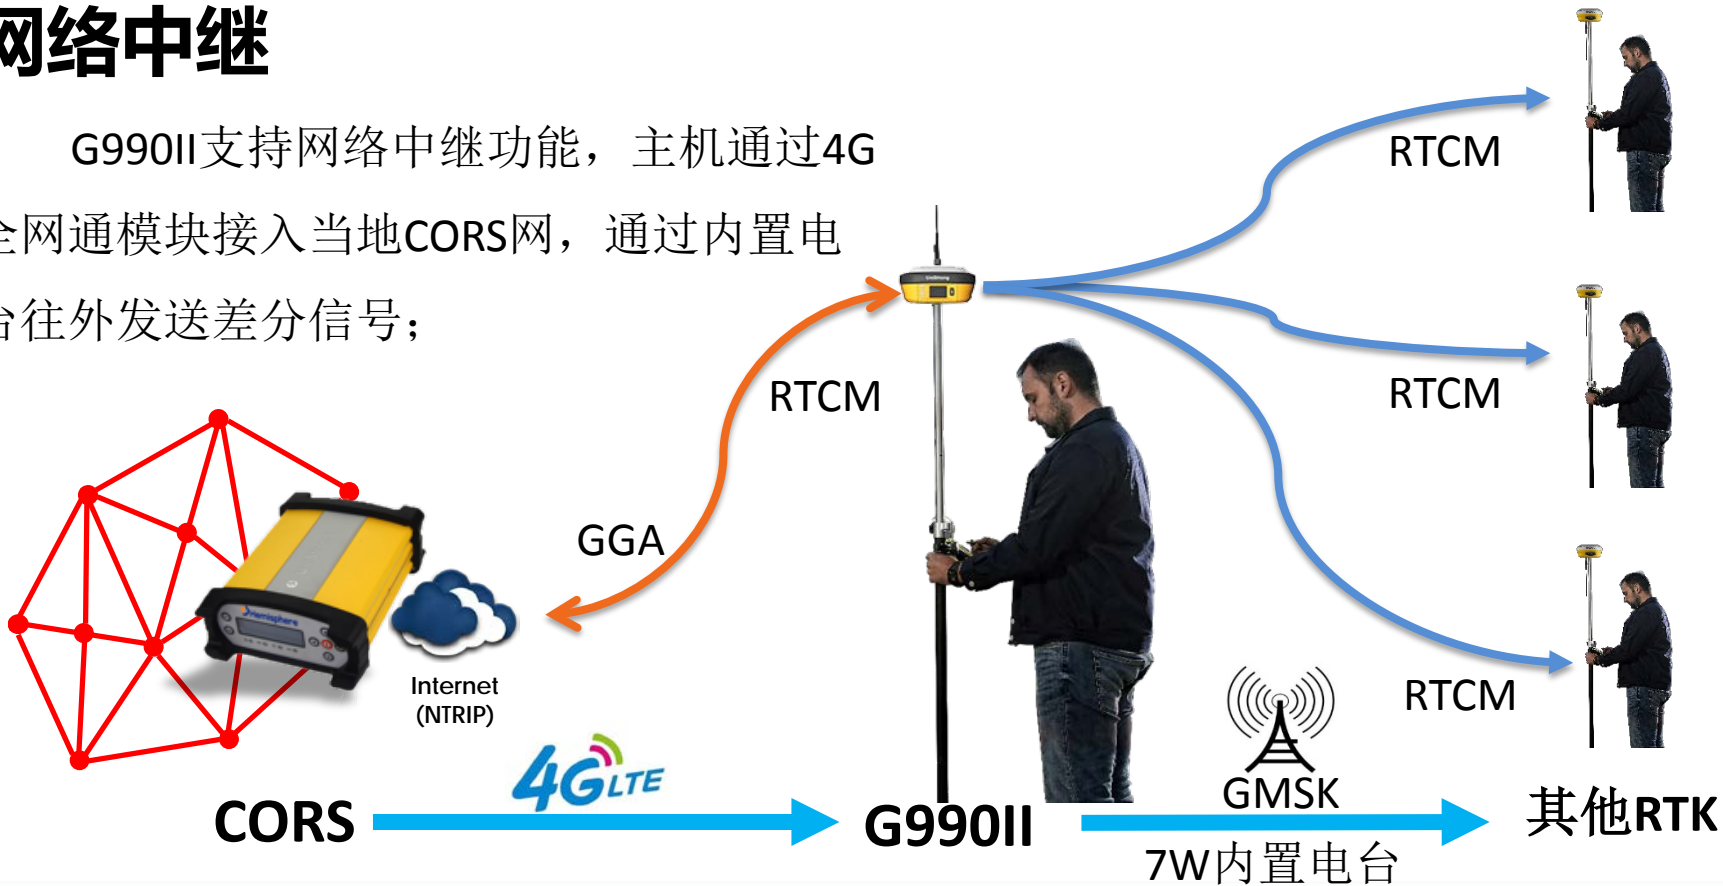 网络中继
G990II支持网络中继功能，主机通过4G
全网通模块接入当地CORS网，通过内置电
台往外发送差分信号；
RTCM
RTCM
RTCM
RTCM
GGA
Hemisphere
Internet
(NTRIP)
4G LTE
GMSK
CORS
G990II
其他RTK
7W内置电台